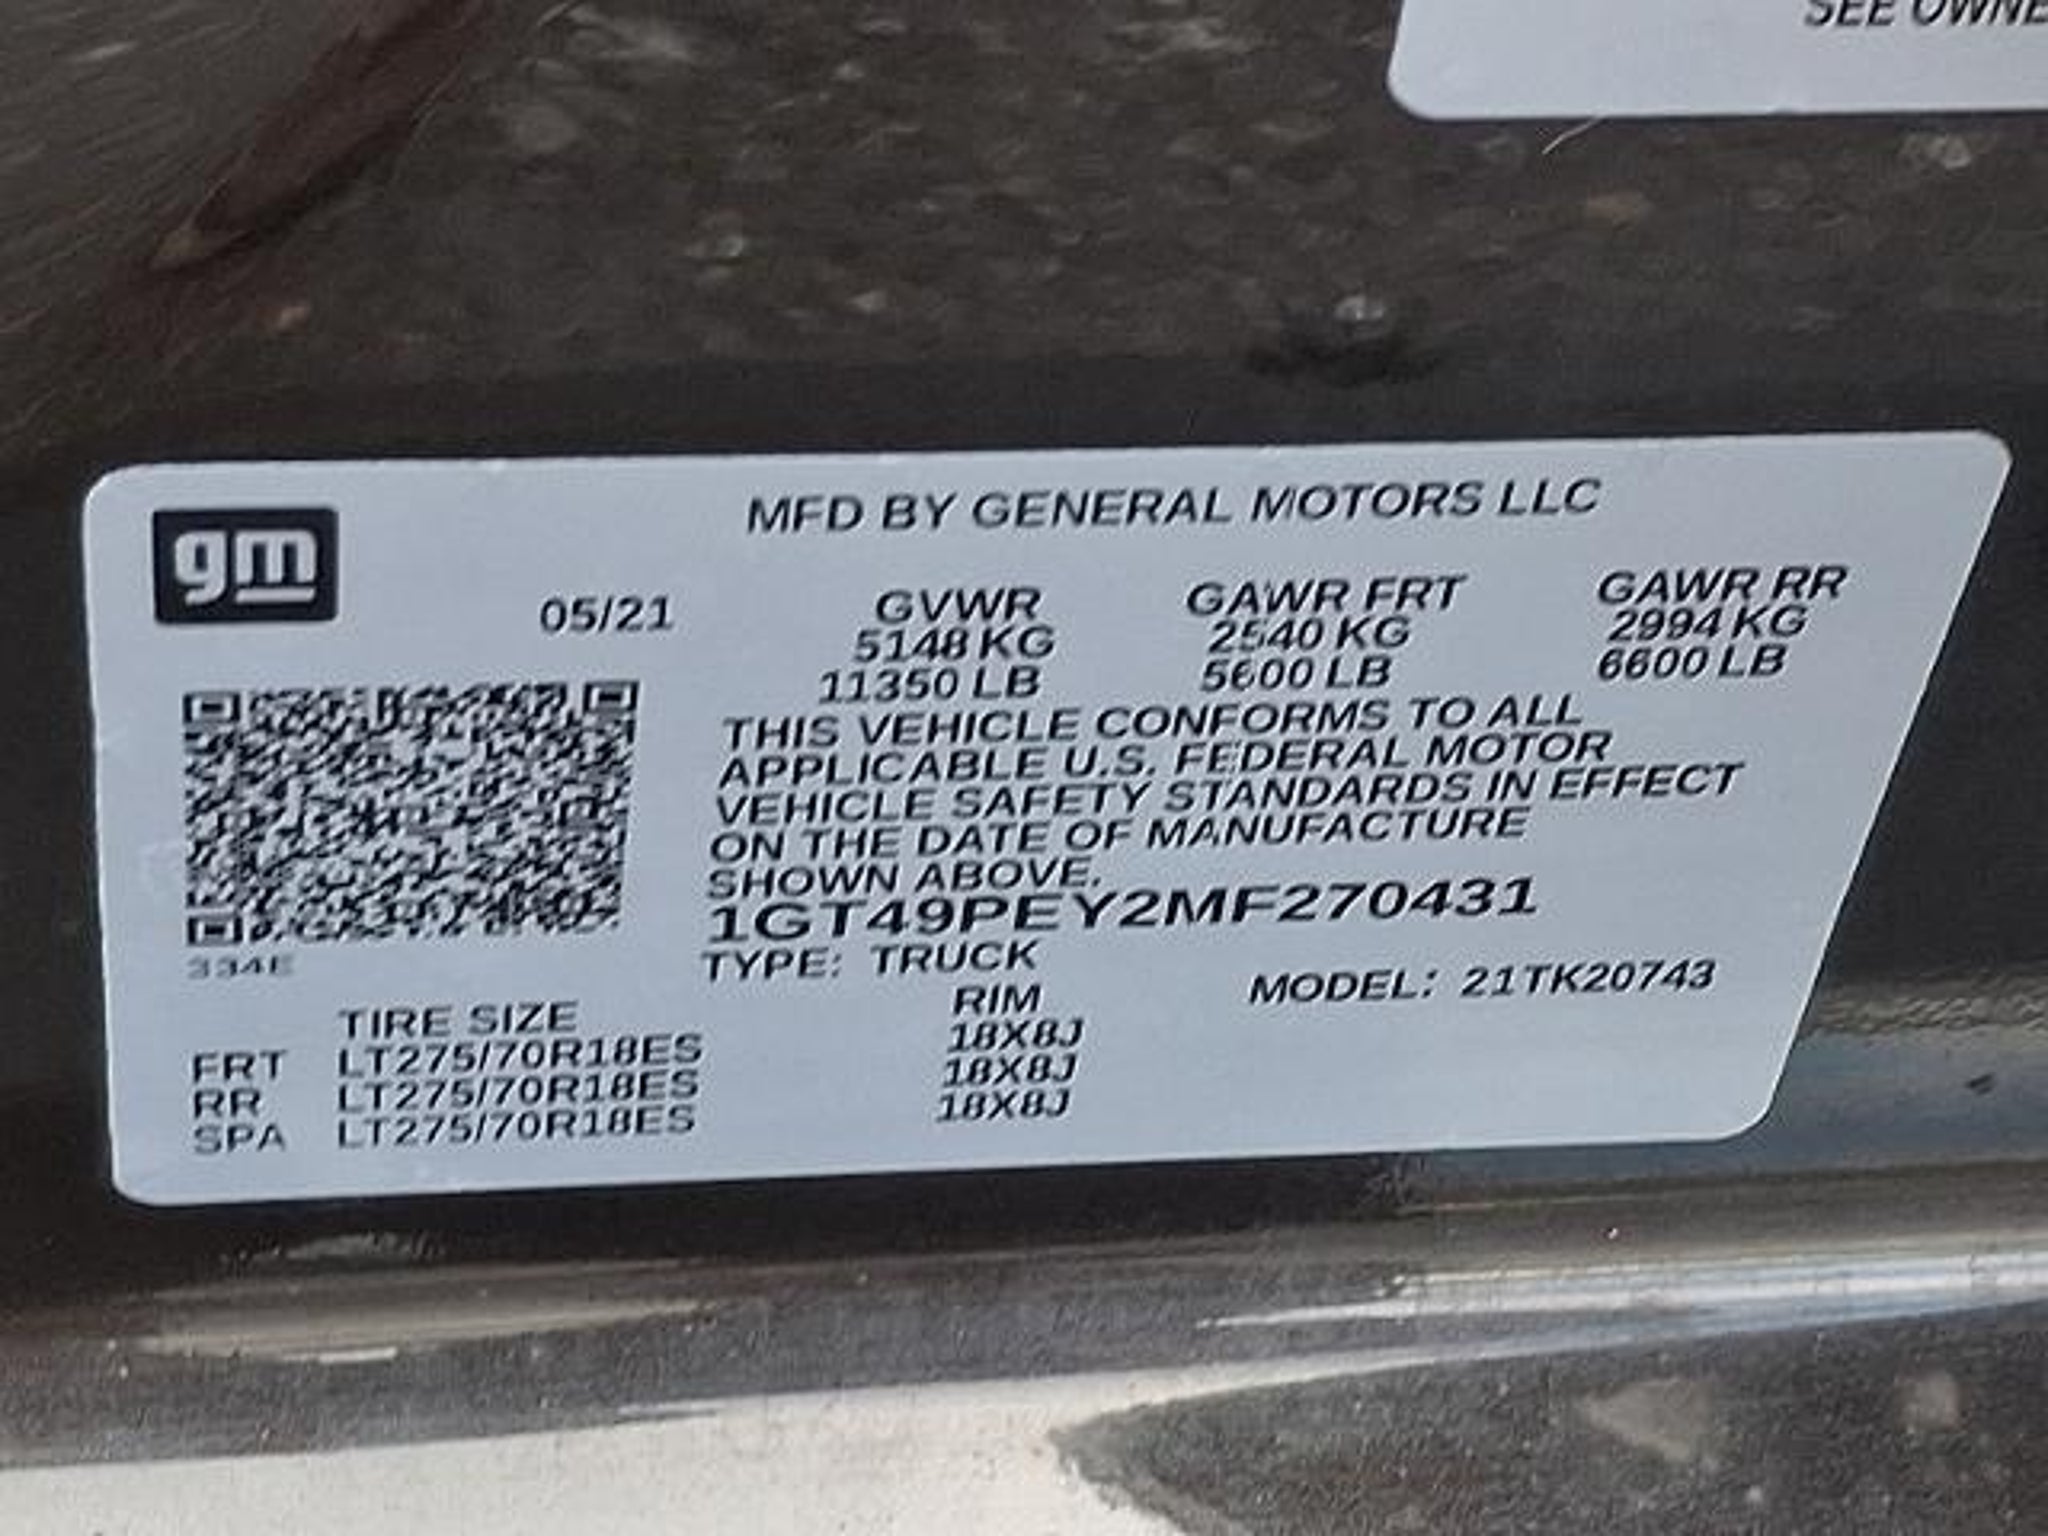 SEE OWNE
gm
MFD BY GENERAL MOTORS LLC
05/21 GVWR GAWR FRT GAWR RR
5148 KG 2540 KG 2994 KG
11350 LB 5600 LB 6600 LB
THIS VEHICLE CONFORMS TO ALL
APPLICABLE U.S. FEDERAL MOTOR
VEHICLE SAFETY STANDARDS IN EFFECT
ON THE DATE OF MANUFACTURE
SHOWN ABOVE.
1GT49PEY2MF270431
334E
TYPE: TRUCK MODEL: 21TK20743
TIRE SIZE RIM
FRT LT275/70R18ES 18X8J
RR LT275/70R18ES 18X8J
SPA LT275/70R18ES 18X8J